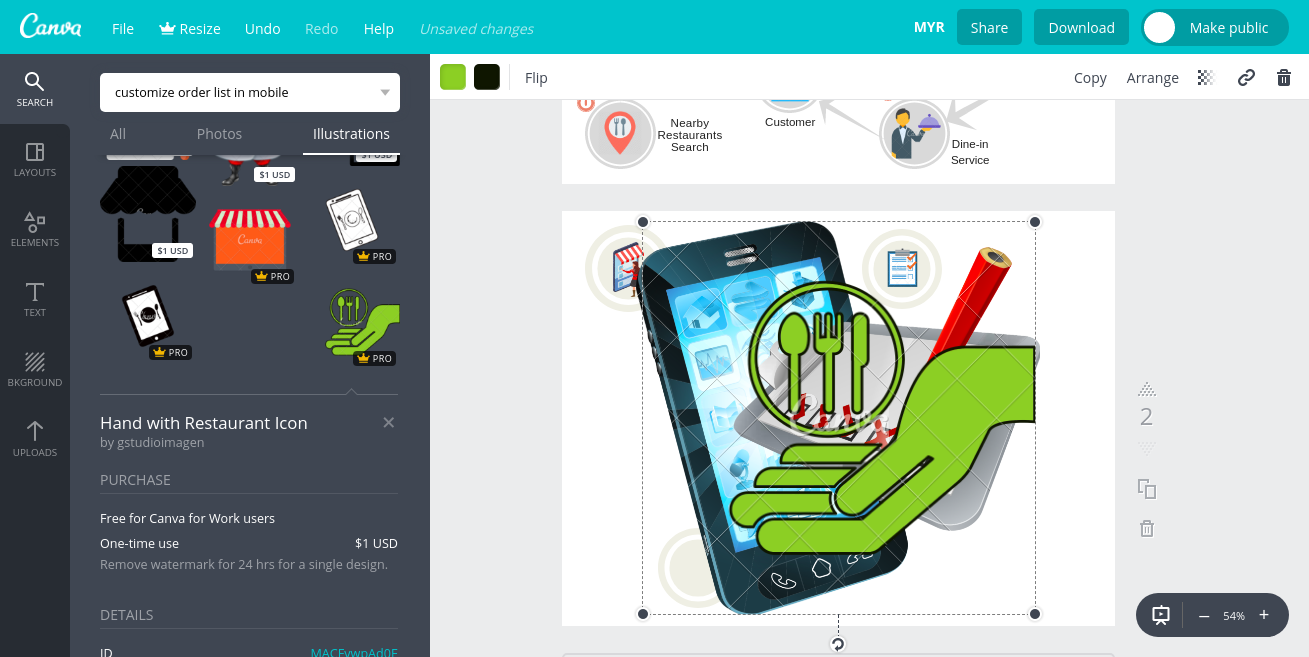 Canva
File
Resize
Undo
Redo
Help
Unsaved changes
MYR
Share
Download
Make public
SEARCH
LAYOUTS
ELEMENTS
TEXT
BKGROUND
UPLOADS
customize order list in mobile
All
Photos
Illustrations
$1 USD
$1 USD
$1 USD
Canva
PRO
PRO
PRO
PRO
Hand with Restaurant Icon
by gstudioimagen
PURCHASE
Free for Canva for Work users
One-time use $1 USD
Remove watermark for 24 hrs for a single design.
DETAILS
ID
Flip
Copy
Arrange
Nearby
Restaurants
Search
Customer
Dine-in
Service
Canva
2
54%